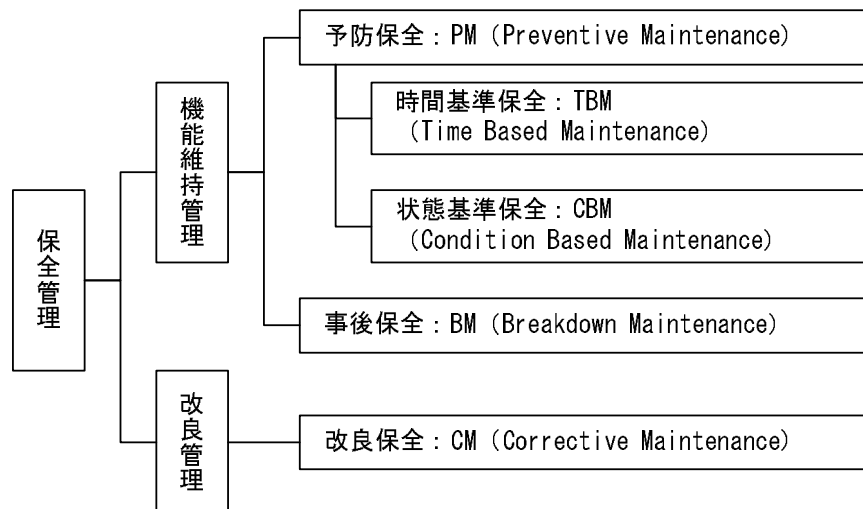 予防保全：PM (Preventive Maintenance)
時間基準保全：TBM
(Time Based Maintenance)
機能維持管理
状態基準保全：CBM
(Condition Based Maintenance)
保全管理
事後保全：BM (Breakdown Maintenance)
改良管理
改良保全：CM (Corrective Maintenance)